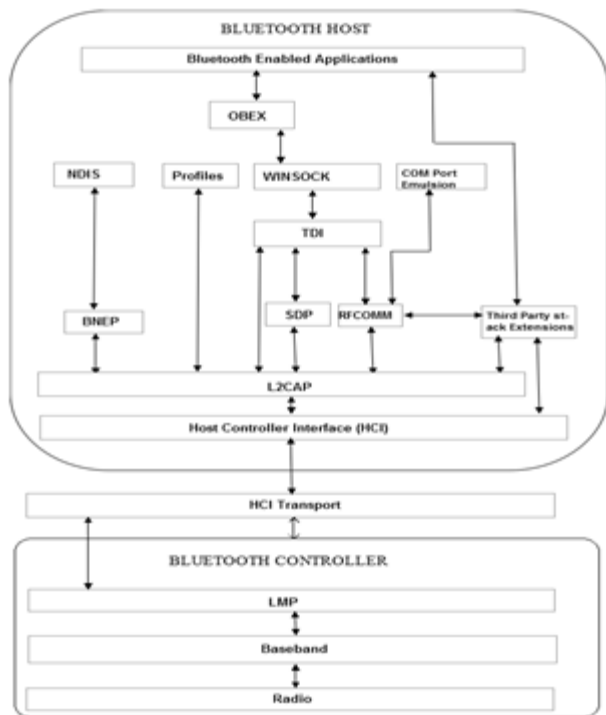 BLUETOOTH HOST
Bluetooth Enabled Applications
OBEX
NDIS
Profiles
WINSOCK
COM Port
Emulsion
TDI
BNEP
SDP
RFCOMM
Third Party st-
ack Extensions
L2CAP
Host Controller Interface (HCI)
HCI Transport
BLUETOOTH CONTROLLER
LMP
Baseband
Radio